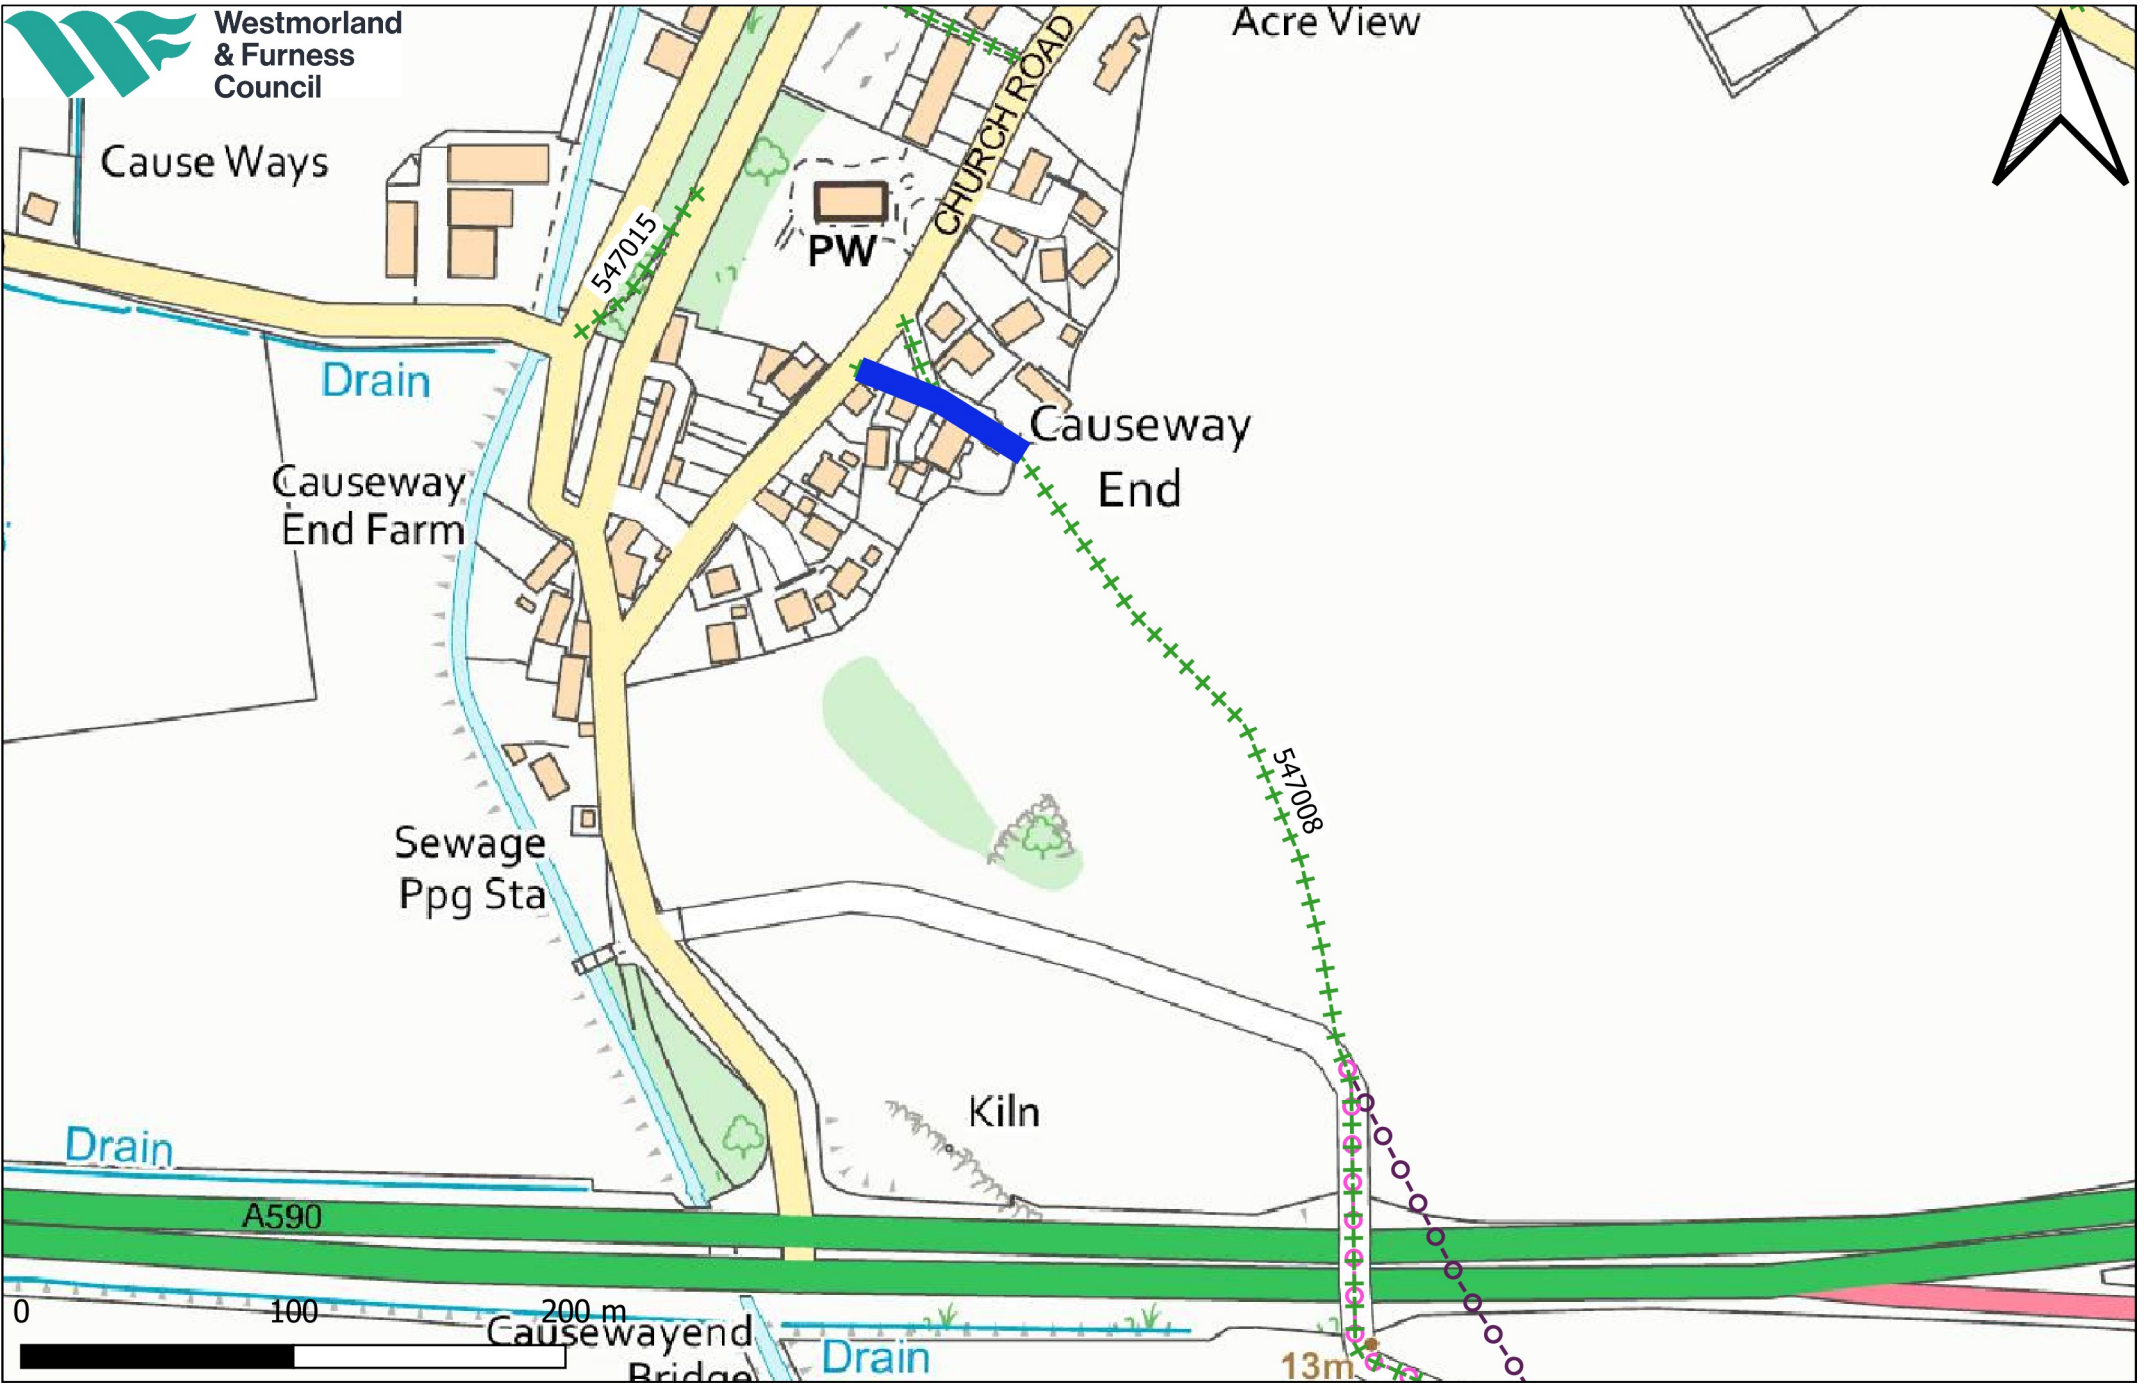 Westmorland
& Furness
Council
Acre View
CHURCH ROAD
Cause Ways
547015
PW
Drain
Causeway
End
Causeway
End Farm
547008
Sewage
Ppg Sta
Kiln
Drain
A590
0 100 200 m
Causewayend
Bridge
Drain
13m